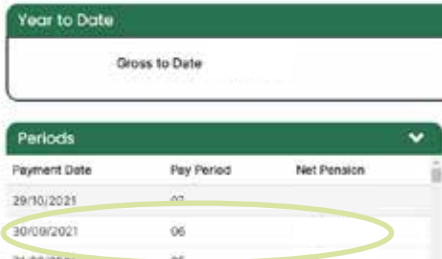 Year to Date
Gross to Date
Periods
Payment Date Pay Period Net Pension
29/10/2021 07
30/09/2021 06